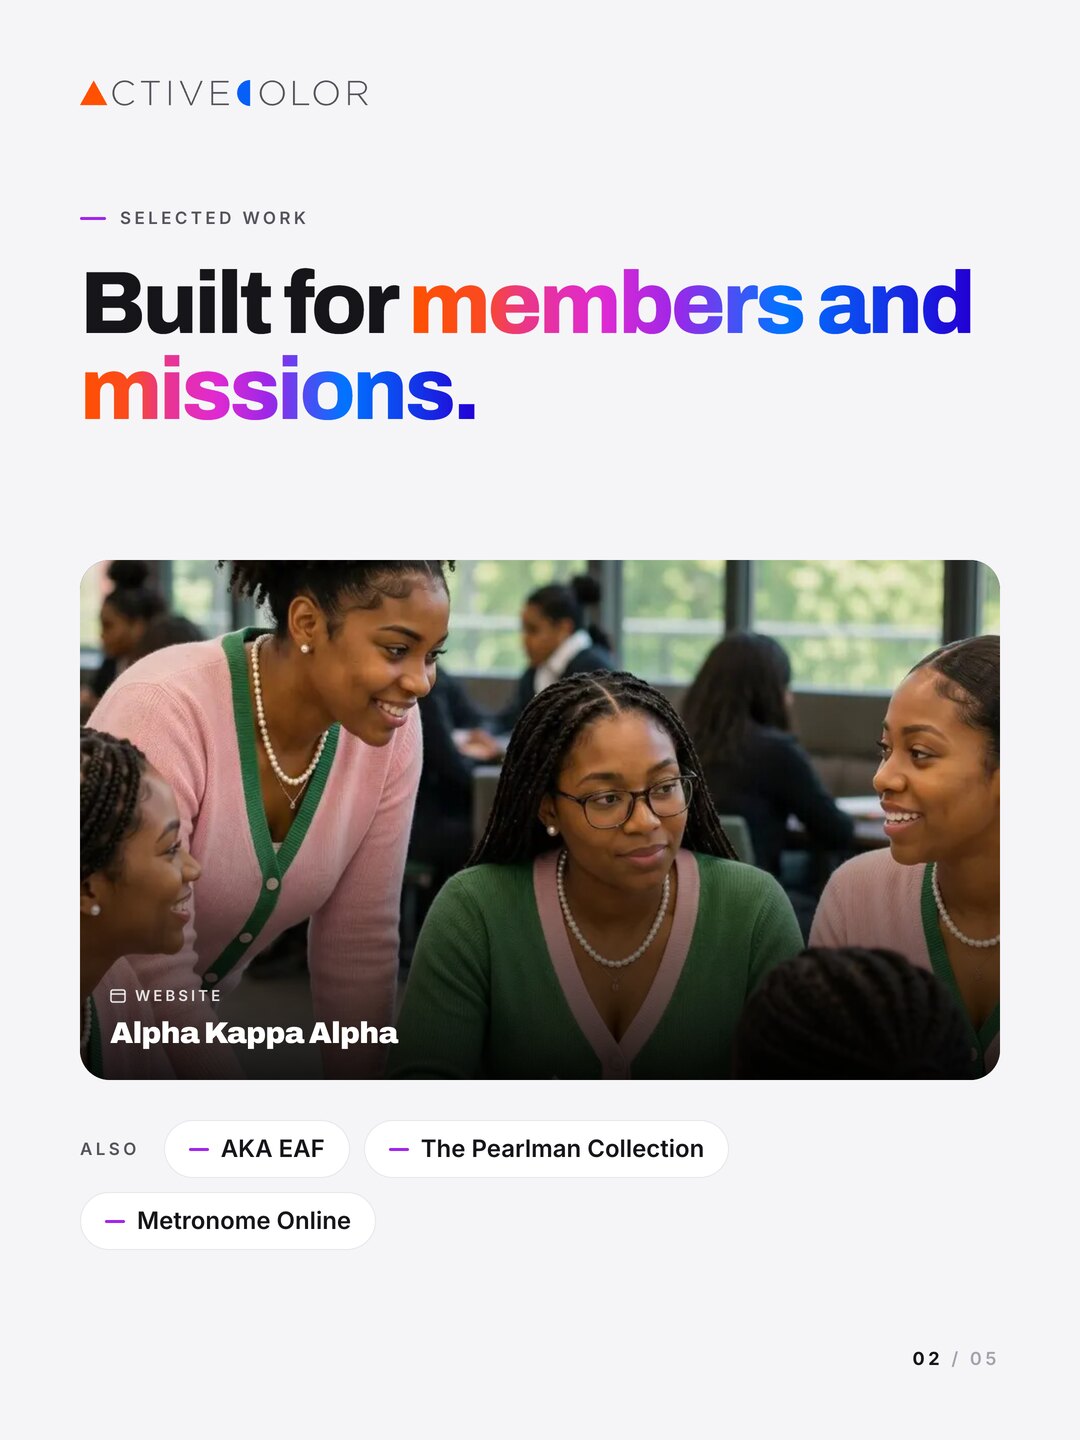 ACTIVECOLOR
SELECTED WORK
Built for members and
missions.
WEBSITE
Alpha Kappa Alpha
ALSO
AKA EAF
The Pearlman Collection
Metronome Online
02 / 05